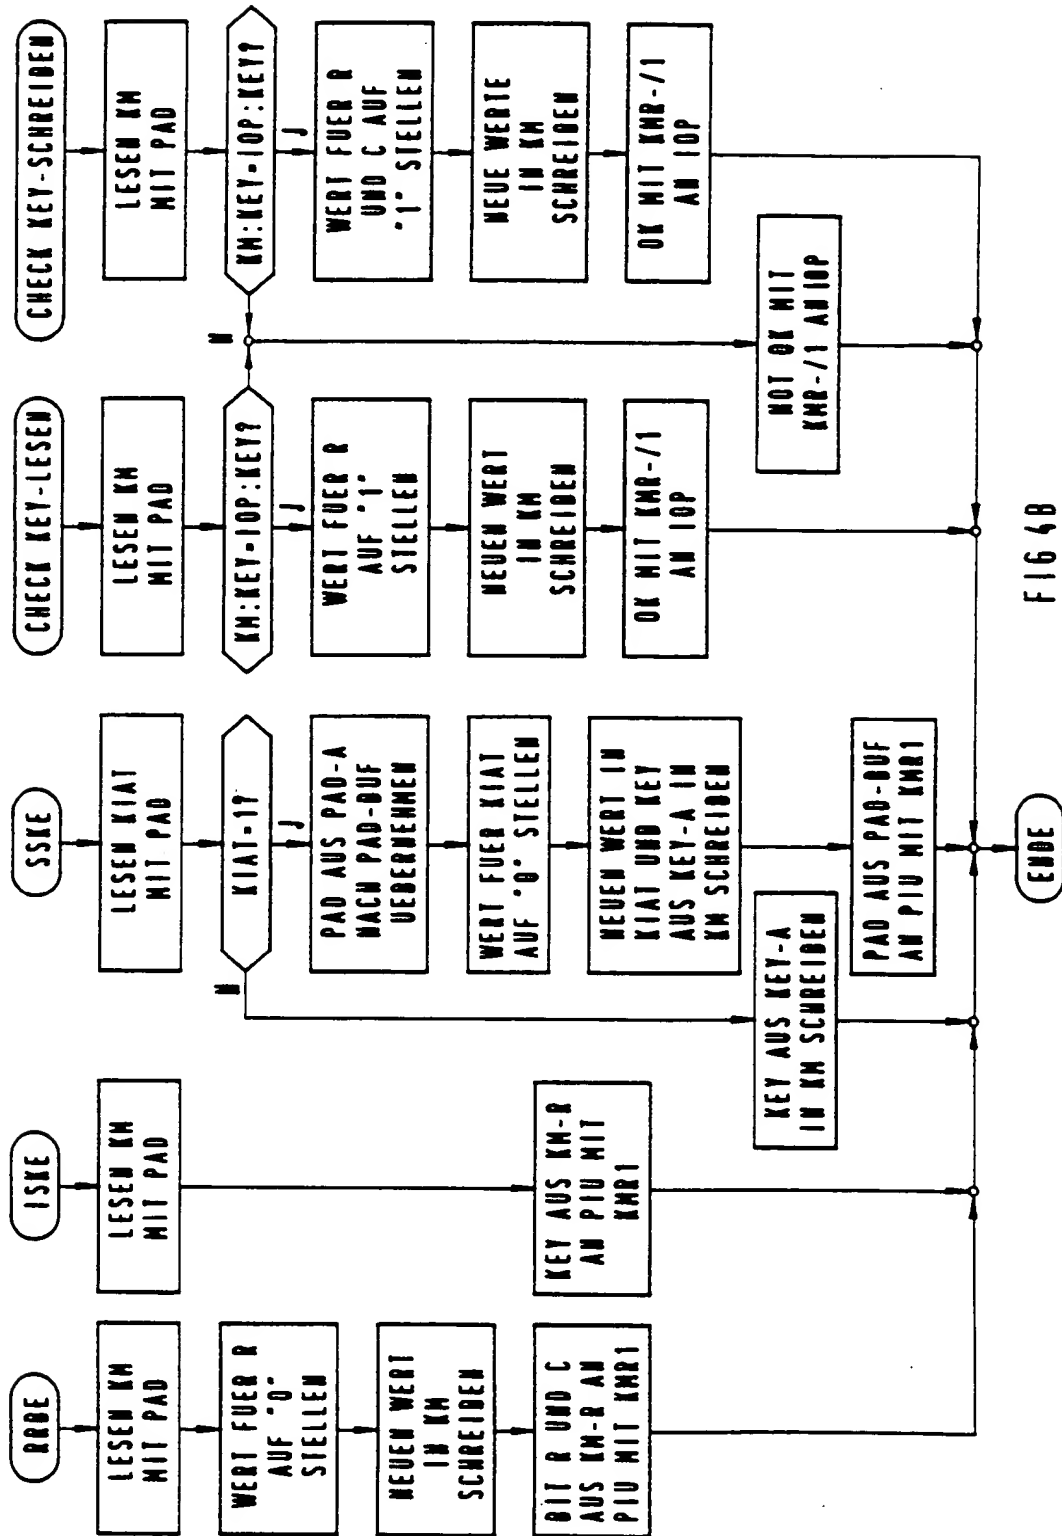 RRBE
LESEN KM
MIT PAD
WERT FUER R
AUF "0"
STELLEN
NEUEN WERT
IN KM
SCHREIBEN
BIT R UND C
AUS KM-R AN
PIU MIT KMR1
ISKE
LESEN KM
MIT PAD
KEY AUS KM-R
AN PIU MIT
KMR1
SSKE
LESEN KIAT
MIT PAD
KIAT=1?
N
J
PAD AUS PAD-A
NACH PAD-BUF
UEBERNEHMEN
WERT FUER KIAT
AUF "0" STELLEN
NEUEN WERT IN
KIAT UND KEY
AUS KEY-A IN
KM SCHREIBEN
KEY AUS KEY-A
IN KM SCHREIBEN
PAD AUS PAD-BUF
AN PIU MIT KMR1
CHECK KEY-LESEN
LESEN KM
MIT PAD
KM:KEY=IOP:KEY?
J
WERT FUER R
AUF "1"
STELLEN
NEUEN WERT
IN KM
SCHREIBEN
OK MIT KMR-/1
AN IOP
N
NOT OK MIT
KMR-/1 AN IOP
CHECK KEY-SCHREIBEN
LESEN KM
MIT PAD
KM:KEY=IOP:KEY?
J
WERT FUER R
UND C AUF
"1" STELLEN
NEUE WERTE
IN KM
SCHREIBEN
OK MIT KMR-/1
AN IOP
ENDE
FIG 4B